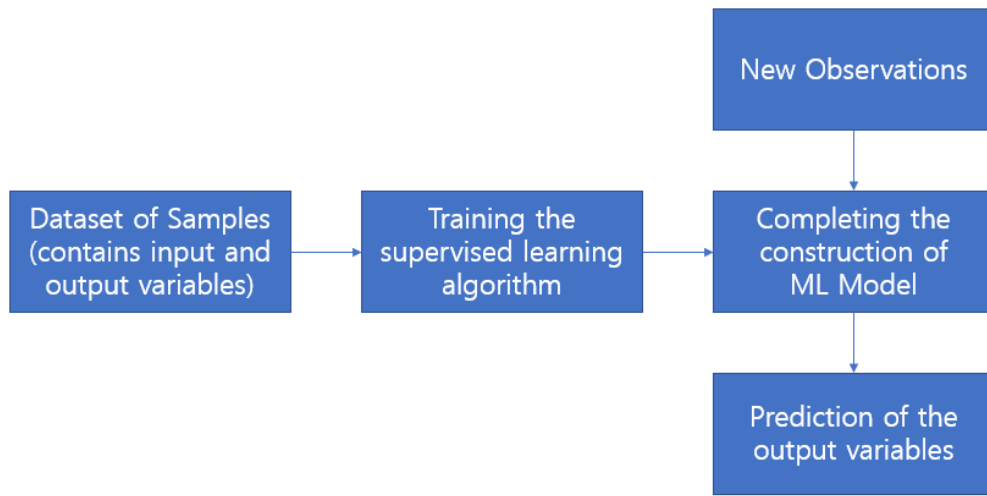 New Observations
Dataset of Samples
(contains input and
output variables)
Training the
supervised learning
algorithm
Completing the
construction of
ML Model
Prediction of the
output variables